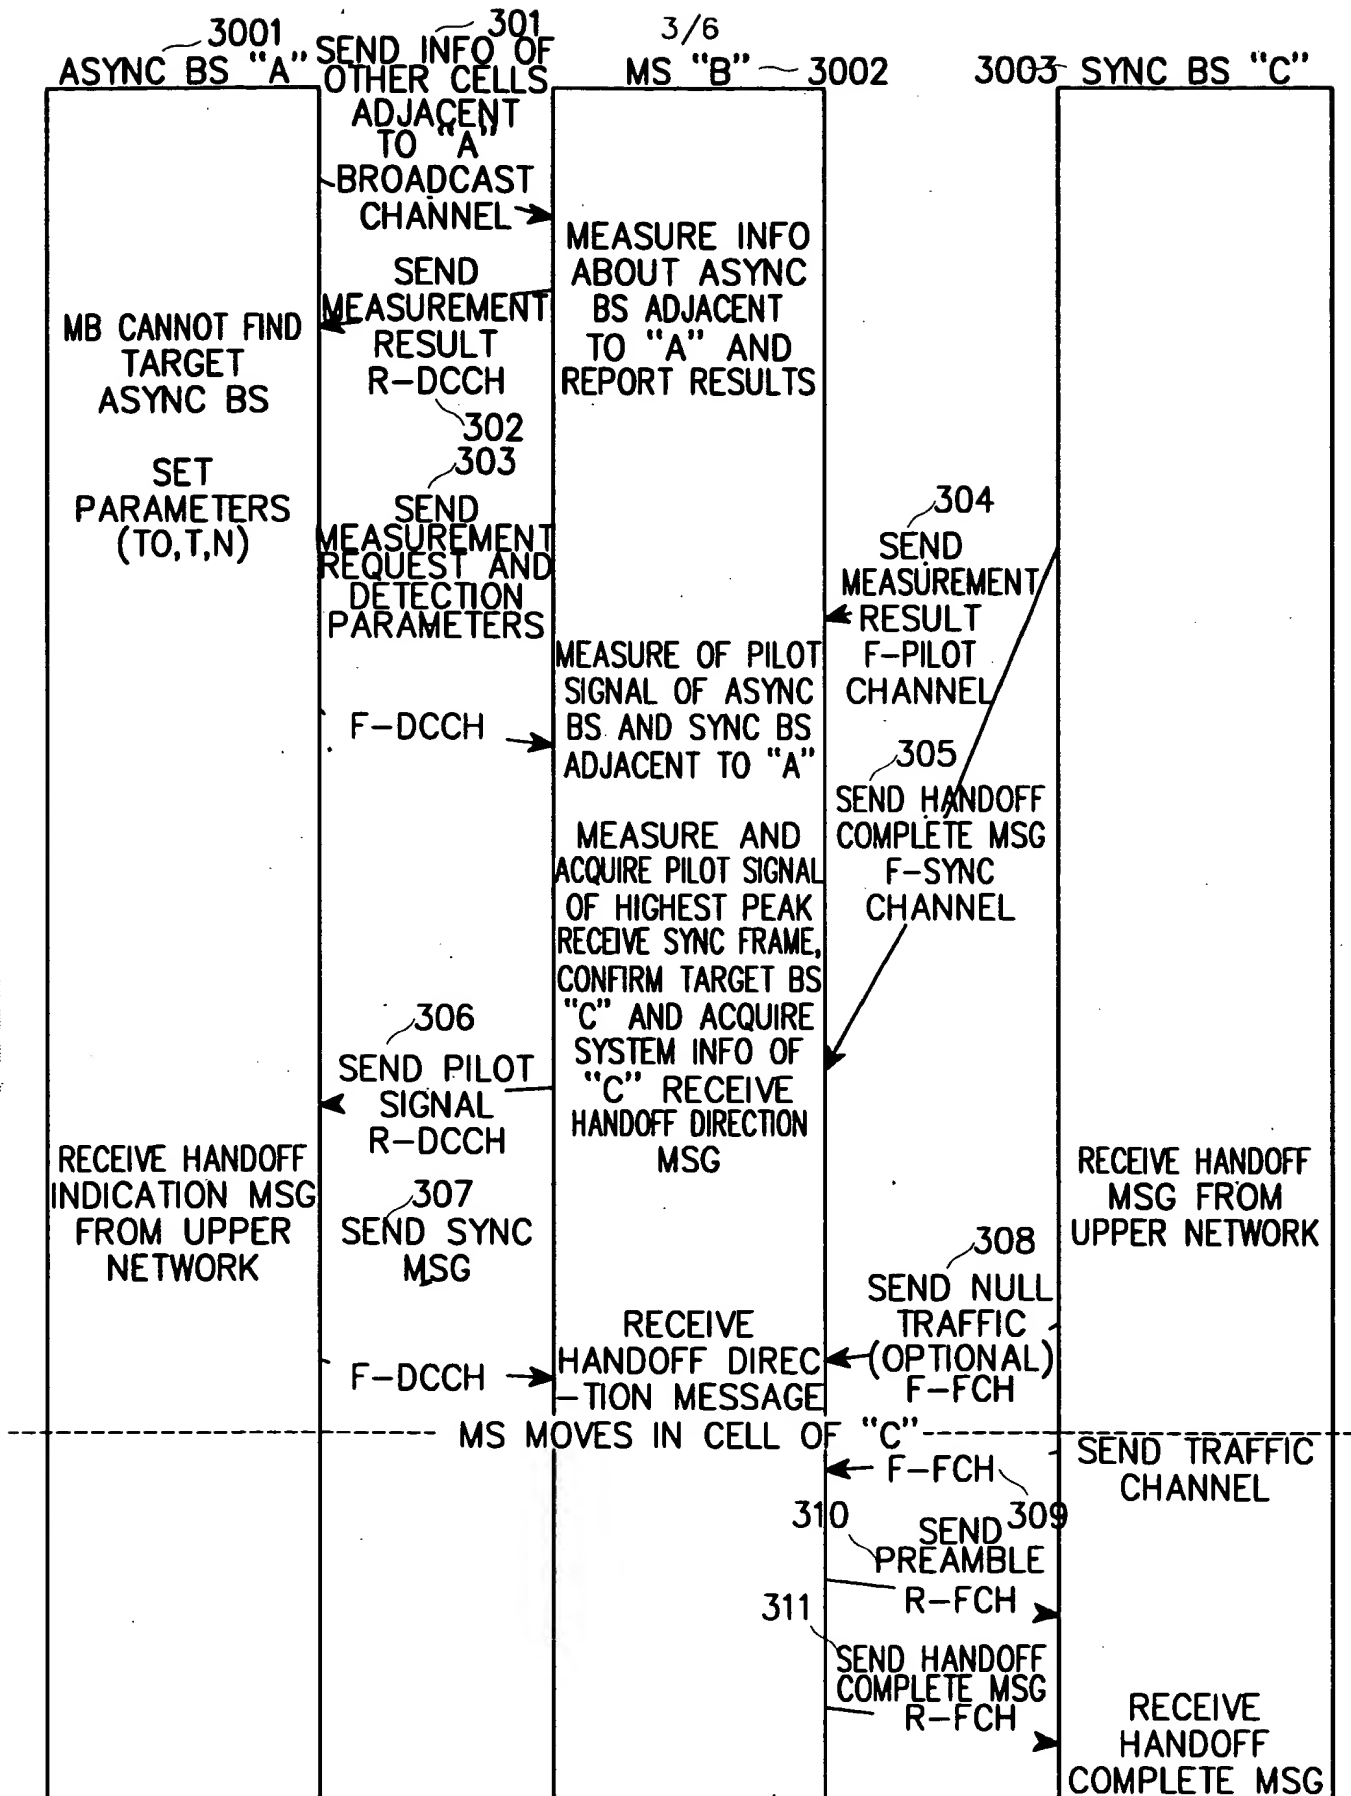 3/6
3001
ASYNC BS "A"
301
SEND INFO OF
OTHER CELLS
ADJACENT
TO "A"
BROADCAST
CHANNEL
MS "B" 3002
3003 SYNC BS "C"
MEASURE INFO
ABOUT ASYNC
BS ADJACENT
TO "A" AND
REPORT RESULTS
SEND
MEASUREMENT
RESULT
R-DCCH
302
MB CANNOT FIND
TARGET
ASYNC BS
SET
PARAMETERS
(TO,T,N)
303
SEND
MEASUREMENT
REQUEST AND
DETECTION
PARAMETERS
F-DCCH
304
SEND
MEASUREMENT
RESULT
F-PILOT
CHANNEL
MEASURE OF PILOT
SIGNAL OF ASYNC
BS AND SYNC BS
ADJACENT TO "A"
305
SEND HANDOFF
COMPLETE MSG
F-SYNC
CHANNEL
MEASURE AND
ACQUIRE PILOT SIGNAL
OF HIGHEST PEAK
RECEIVE SYNC FRAME,
CONFIRM TARGET BS
"C" AND ACQUIRE
SYSTEM INFO OF
"C" RECEIVE
HANDOFF DIRECTION
MSG
306
SEND PILOT
SIGNAL
R-DCCH
RECEIVE HANDOFF
INDICATION MSG
FROM UPPER
NETWORK
307
SEND SYNC
MSG
F-DCCH
RECEIVE HANDOFF
MSG FROM
UPPER NETWORK
308
SEND NULL
TRAFFIC
(OPTIONAL)
F-FCH
RECEIVE
HANDOFF DIREC
-TION MESSAGE
MS MOVES IN CELL OF "C"
SEND TRAFFIC
CHANNEL
F-FCH
309
310
SEND
PREAMBLE
R-FCH
311
SEND HANDOFF
COMPLETE MSG
R-FCH
RECEIVE
HANDOFF
COMPLETE MSG